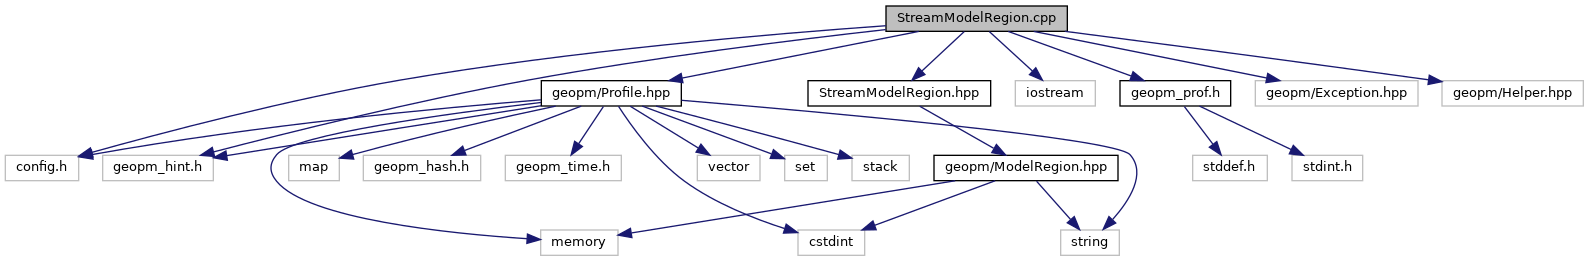 StreamModelRegion.cpp
geopm/Profile.hpp
StreamModelRegion.hpp
iostream
geopm_prof.h
geopm/Exception.hpp
geopm/Helper.hpp
config.h
geopm_hint.h
map
geopm_hash.h
geopm_time.h
vector
set
stack
geopm/ModelRegion.hpp
stddef.h
stdint.h
memory
cstdint
string